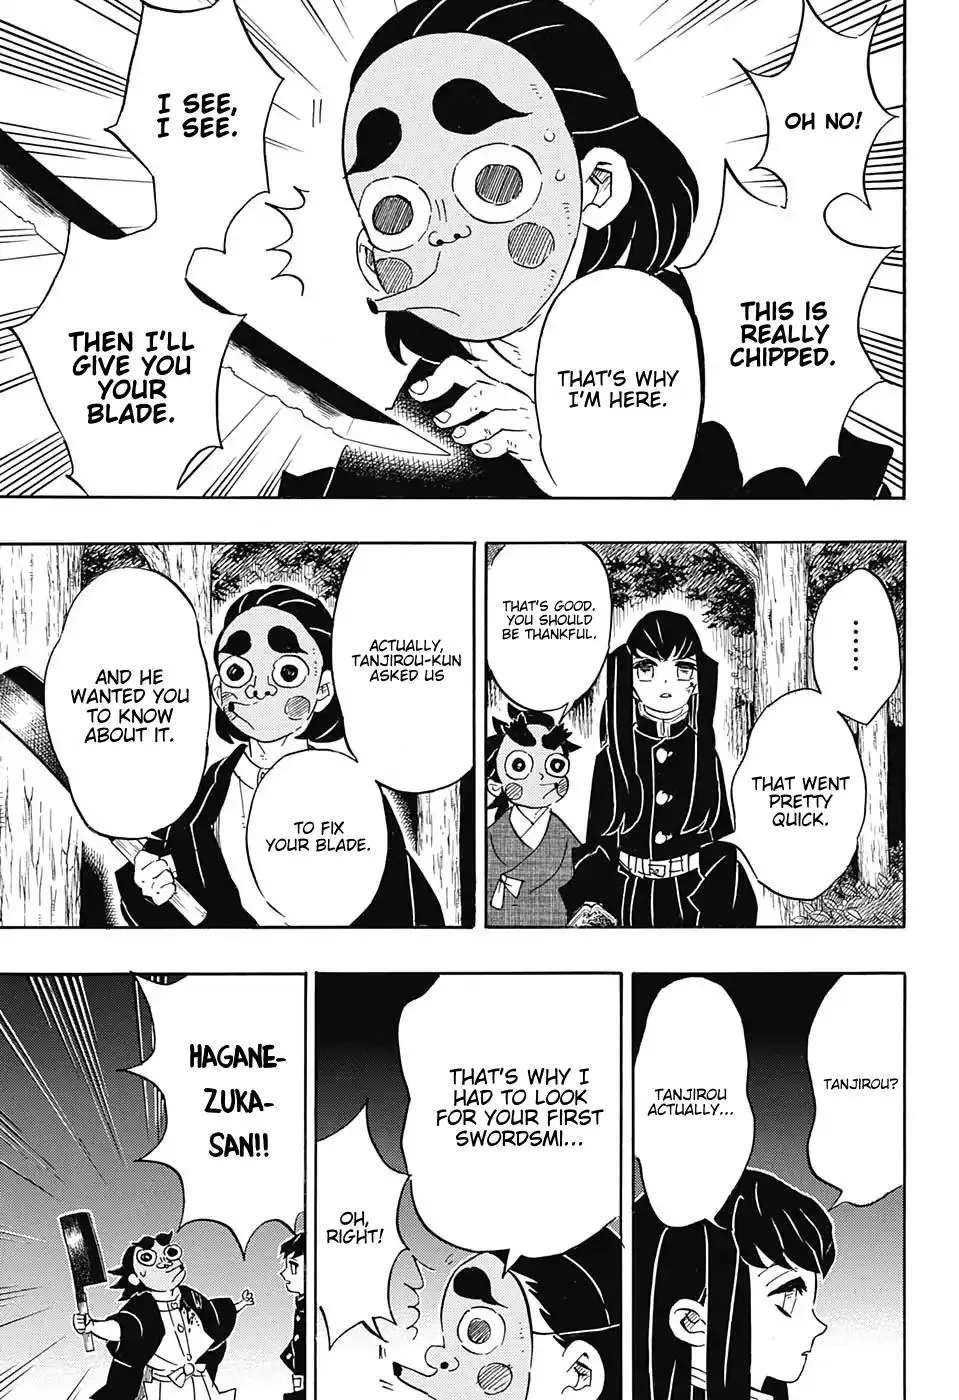 OH NO!
THIS IS
REALLY
CHIPPED.
THAT'S WHY
I'M HERE.
I SEE,
I SEE.
THEN I'LL
GIVE YOU
YOUR
BLADE.
......
THAT WENT
PRETTY
QUICK.
THAT'S GOOD.
YOU SHOULD
BE THANKFUL.
ACTUALLY,
TANJIROU-KUN
ASKED US
TO FIX
YOUR BLADE.
AND HE
WANTED YOU
TO KNOW
ABOUT IT.
TANJIROU?
TANJIROU
ACTUALLY...
THAT'S WHY I
HAD TO LOOK
FOR YOUR FIRST
SWORDSMI...
OH,
RIGHT!
HAGANE-
ZUKA-
SAN!!